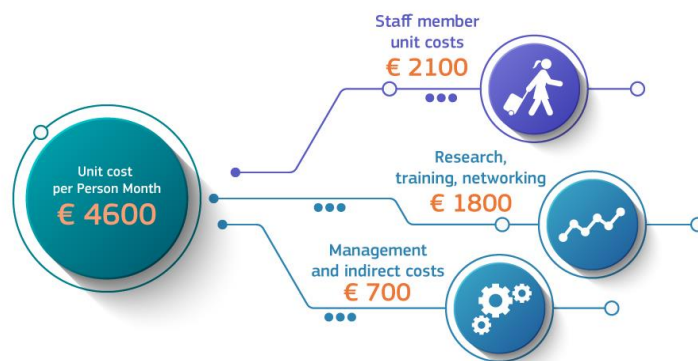 Staff member
unit costs
€ 2100
Unit cost
per Person Month
€ 4600
Research,
training, networking
€ 1800
Management
and indirect costs
€ 700